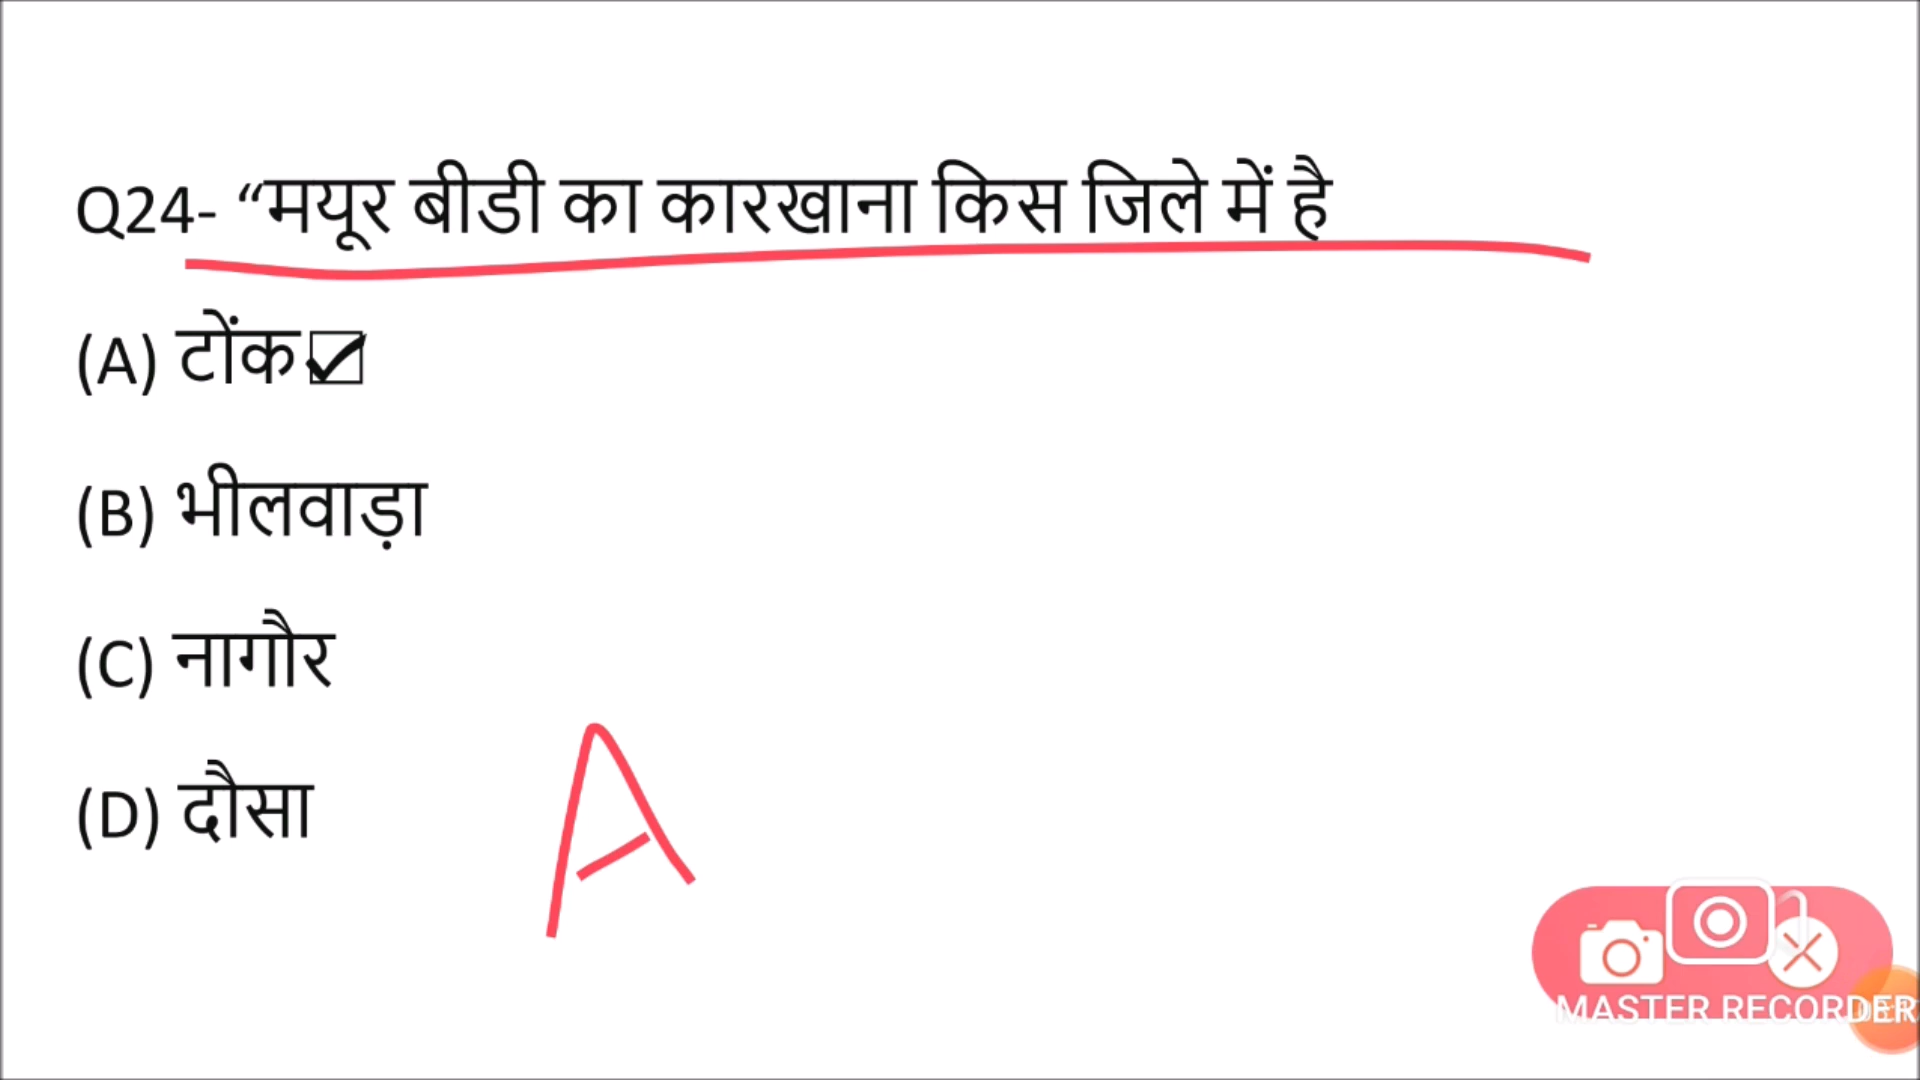 Q24- “मयूर बीडी का कारखाना किस जिले में है
(A) टोंक☑
(B) भीलवाड़ा
(C) नागौर
(D) दौसा
A
MASTER RECORDER